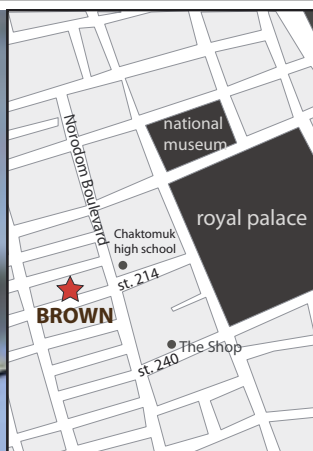 national
museum
Norodom Boulevard
royal palace
Chaktomuk
high school
st. 214
BROWN
The Shop
st. 240